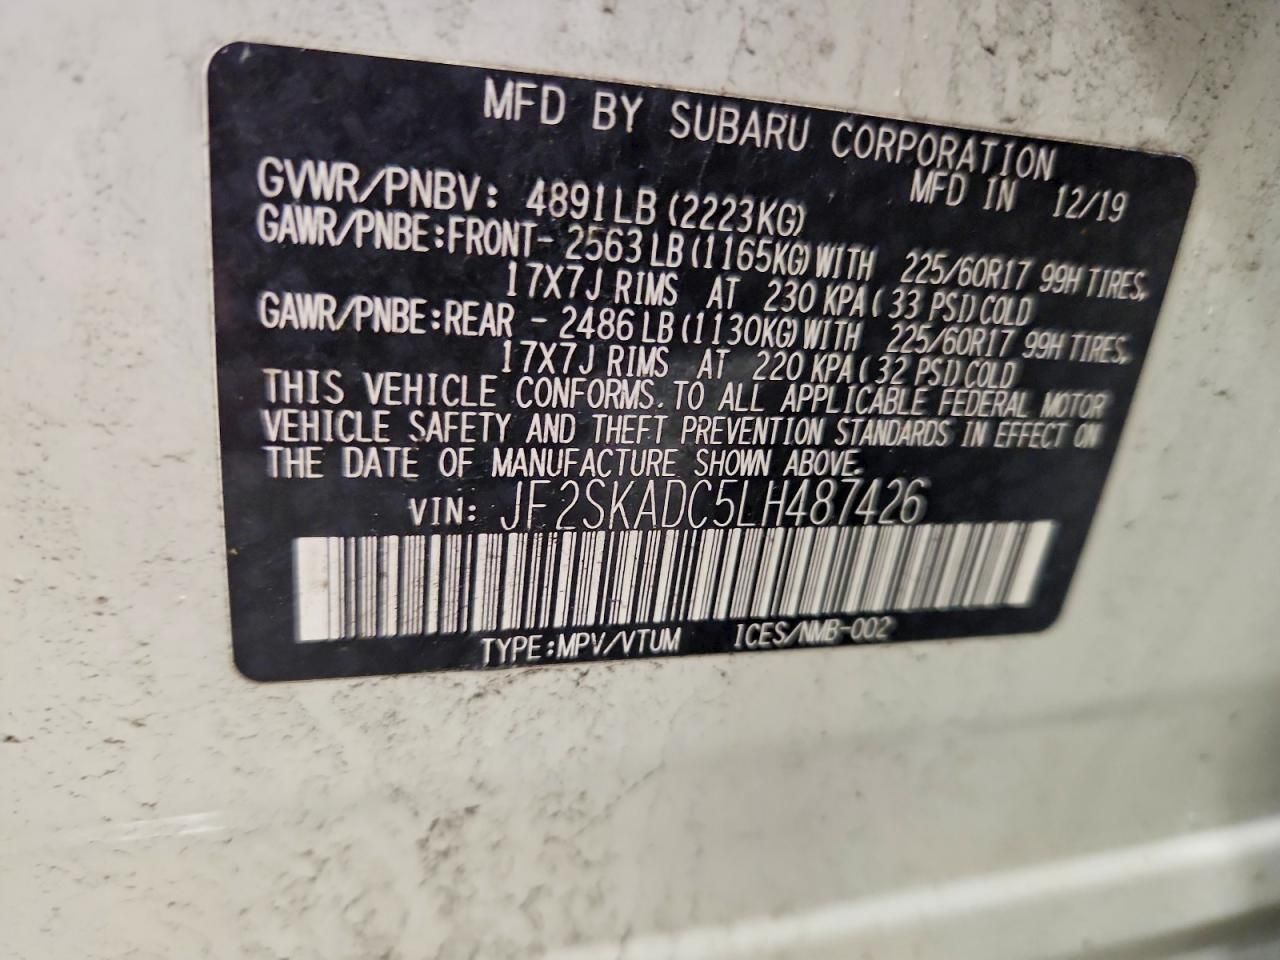 MFD BY SUBARU CORPORATION
MFD IN 12/19
GVWR/PNBV: 4891LB (2223KG)
GAWR/PNBE:FRONT- 2563LB(1165KG)WITH 225/60R17 99H TIRES,
17X7J RIMS AT 230 KPA( 33 PSI)COLD
GAWR/PNBE:REAR - 2486LB(1130KG)WITH 225/60R17 99H TIRES,
17X7J RIMS AT 220 KPA( 32 PSI)COLD
THIS VEHICLE CONFORMS. TO ALL APPLICABLE FEDERAL MOTOR
VEHICLE SAFETY AND THEFT PREVENTION STANDARDS IN EFFECT ON
THE DATE OF MANUFACTURE SHOWN ABOVE.
VIN: JF2SKADC5LH487426
TYPE:MPV/VTUM ICES/NMB-002